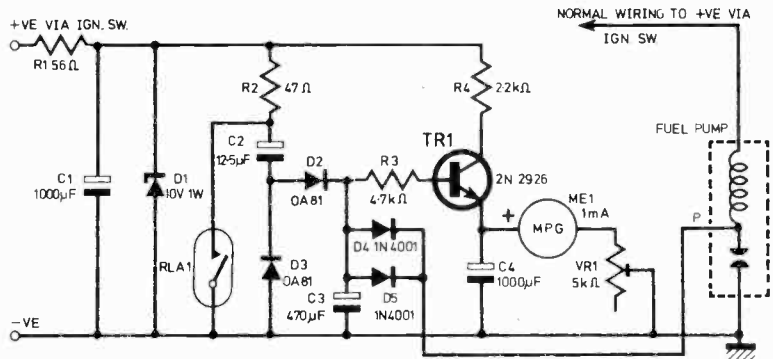 +VE VIA IGN. SW.
R1 56Ω
NORMAL WIRING TO +VE VIA
IGN SW.
R2
47Ω
R4
2·2kΩ
FUEL PUMP
TR1
C2
12·5µF
D2
R3
2N 2926
C1
1000µF
D1
10V 1W
OA81
4·7kΩ
ME1
1mA
P
+
MPG
D4 1N4001
RLA1
D3
OA81
C4
1000µF
VR1
5kΩ
C3
470µF
D5
1N4001
-VE